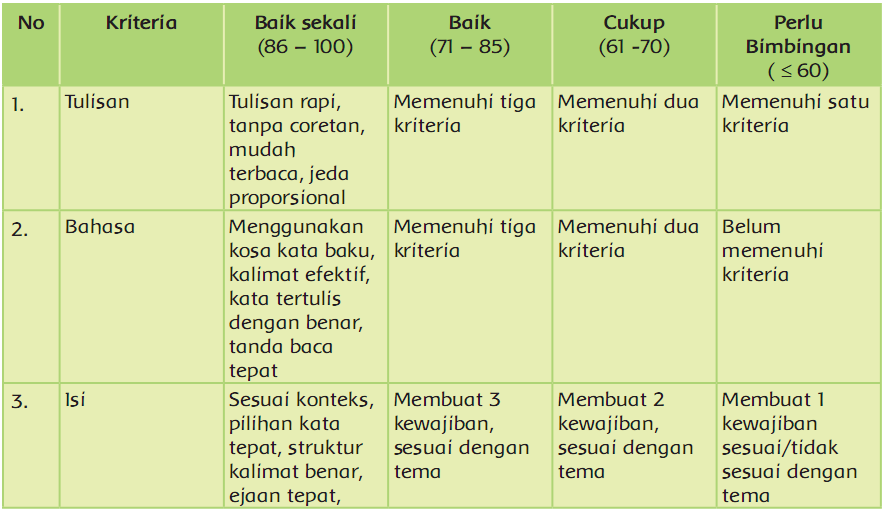 No
Kriteria
Baik sekali
(86 – 100)
Baik
(71 – 85)
Cukup
(61 -70)
Perlu
Bimbingan
( ≤ 60)
1.
Tulisan
Tulisan rapi,
tanpa coretan,
mudah
terbaca, jeda
proporsional
Memenuhi tiga
kriteria
Memenuhi dua
kriteria
Memenuhi satu
kriteria
2.
Bahasa
Menggunakan
kosa kata baku,
kalimat efektif,
kata tertulis
dengan benar,
tanda baca
tepat
Memenuhi tiga
kriteria
Memenuhi dua
kriteria
Belum
memenuhi
kriteria
3.
Isi
Sesuai konteks,
pilihan kata
tepat, struktur
kalimat benar,
ejaan tepat,
Membuat 3
kewajiban,
sesuai dengan
tema
Membuat 2
kewajiban,
sesuai dengan
tema
Membuat 1
kewajiban
sesuai/tidak
sesuai dengan
tema